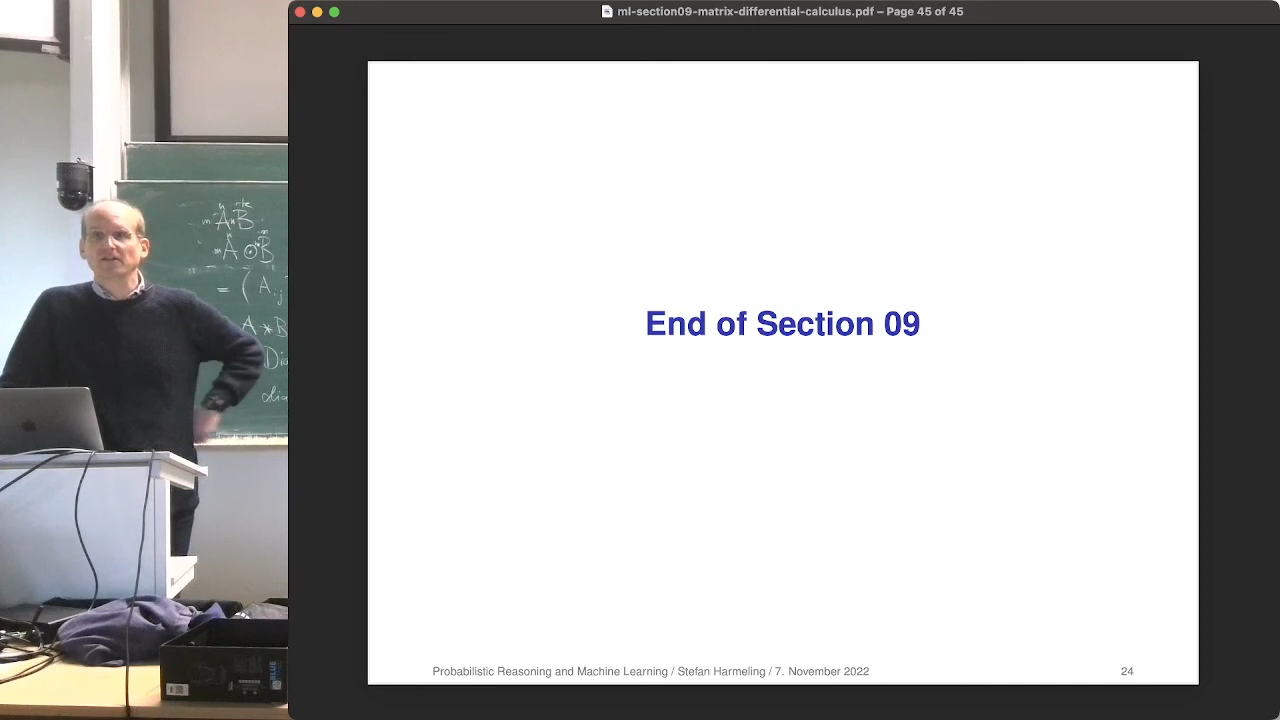 ml-section09-matrix-differential-calculus.pdf – Page 45 of 45
End of Section 09
Probabilistic Reasoning and Machine Learning / Stefan Harmeling / 7. November 2022
24
A B
A ⊙ B
= ( A
A * B
BLUE